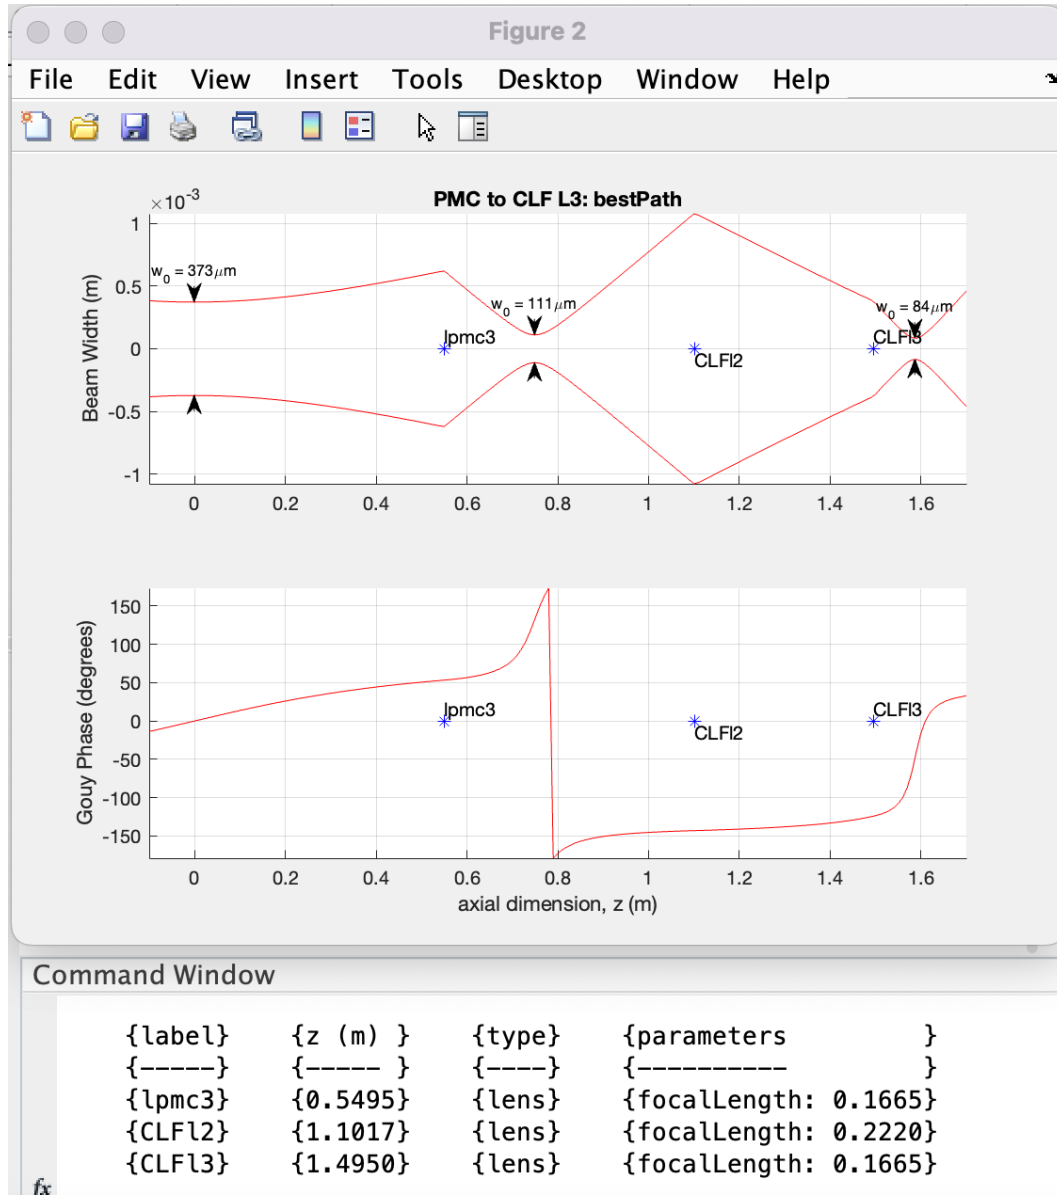 Figure 2
File Edit View Insert Tools Desktop Window Help
PMC to CLF L3: bestPath
×10⁻³
Beam Width (m)
1
0.5
0
-0.5
-1
w₀ = 373μm
w₀ = 111μm
w₀ = 84μm
lpmc3
CLFl2
CLFl3
0 0.2 0.4 0.6 0.8 1 1.2 1.4 1.6
Gouy Phase (degrees)
150
100
50
0
-50
-100
-150
lpmc3
CLFl2
CLFl3
0 0.2 0.4 0.6 0.8 1 1.2 1.4 1.6
axial dimension, z (m)
Command Window
{label} {z (m) } {type} {parameters }
{-----} {----- } {----} {---------- }
{lpmc3} {0.5495} {lens} {focalLength: 0.1665}
{CLFl2} {1.1017} {lens} {focalLength: 0.2220}
{CLFl3} {1.4950} {lens} {focalLength: 0.1665}
fx